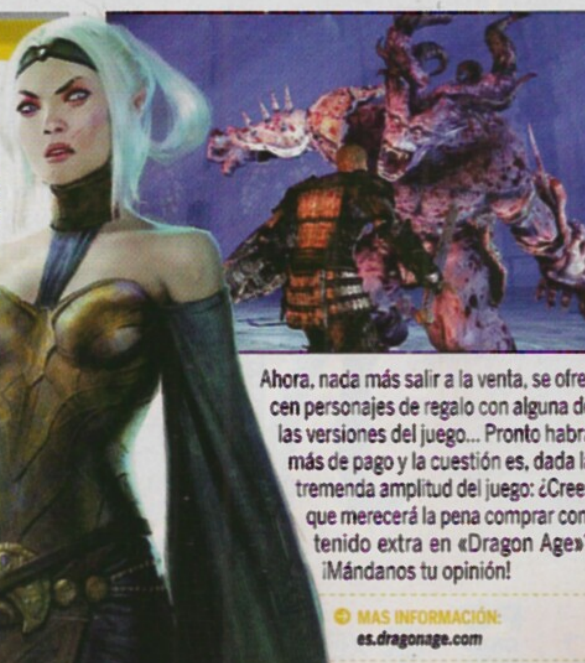 Ahora, nada más salir a la venta, se ofre
cen personajes de regalo con alguna de
las versiones del juego... Pronto habr
más de pago y la cuestión es, dada l
tremenda amplitud del juego: ¿Cree
que merecerá la pena comprar con
tenido extra en «Dragon Age»
¡Mándanos tu opinión!
MAS INFORMACIÓN:
es.dragonage.com